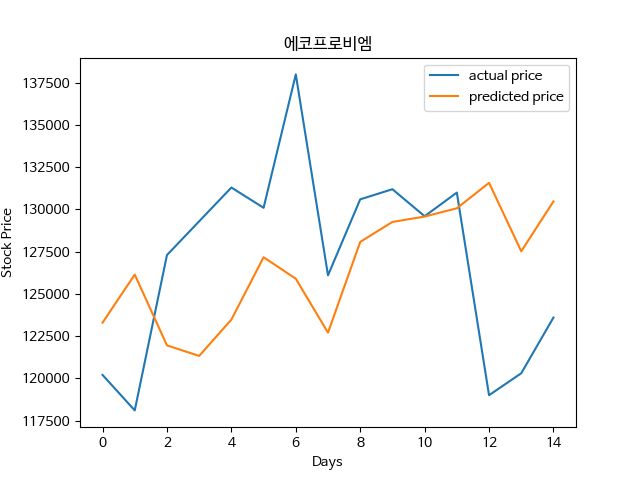 에코프로비엠
actual price
predicted price
137500
135000
132500
130000
127500
125000
122500
120000
117500
Stock Price
0 2 4 6 8 10 12 14
Days